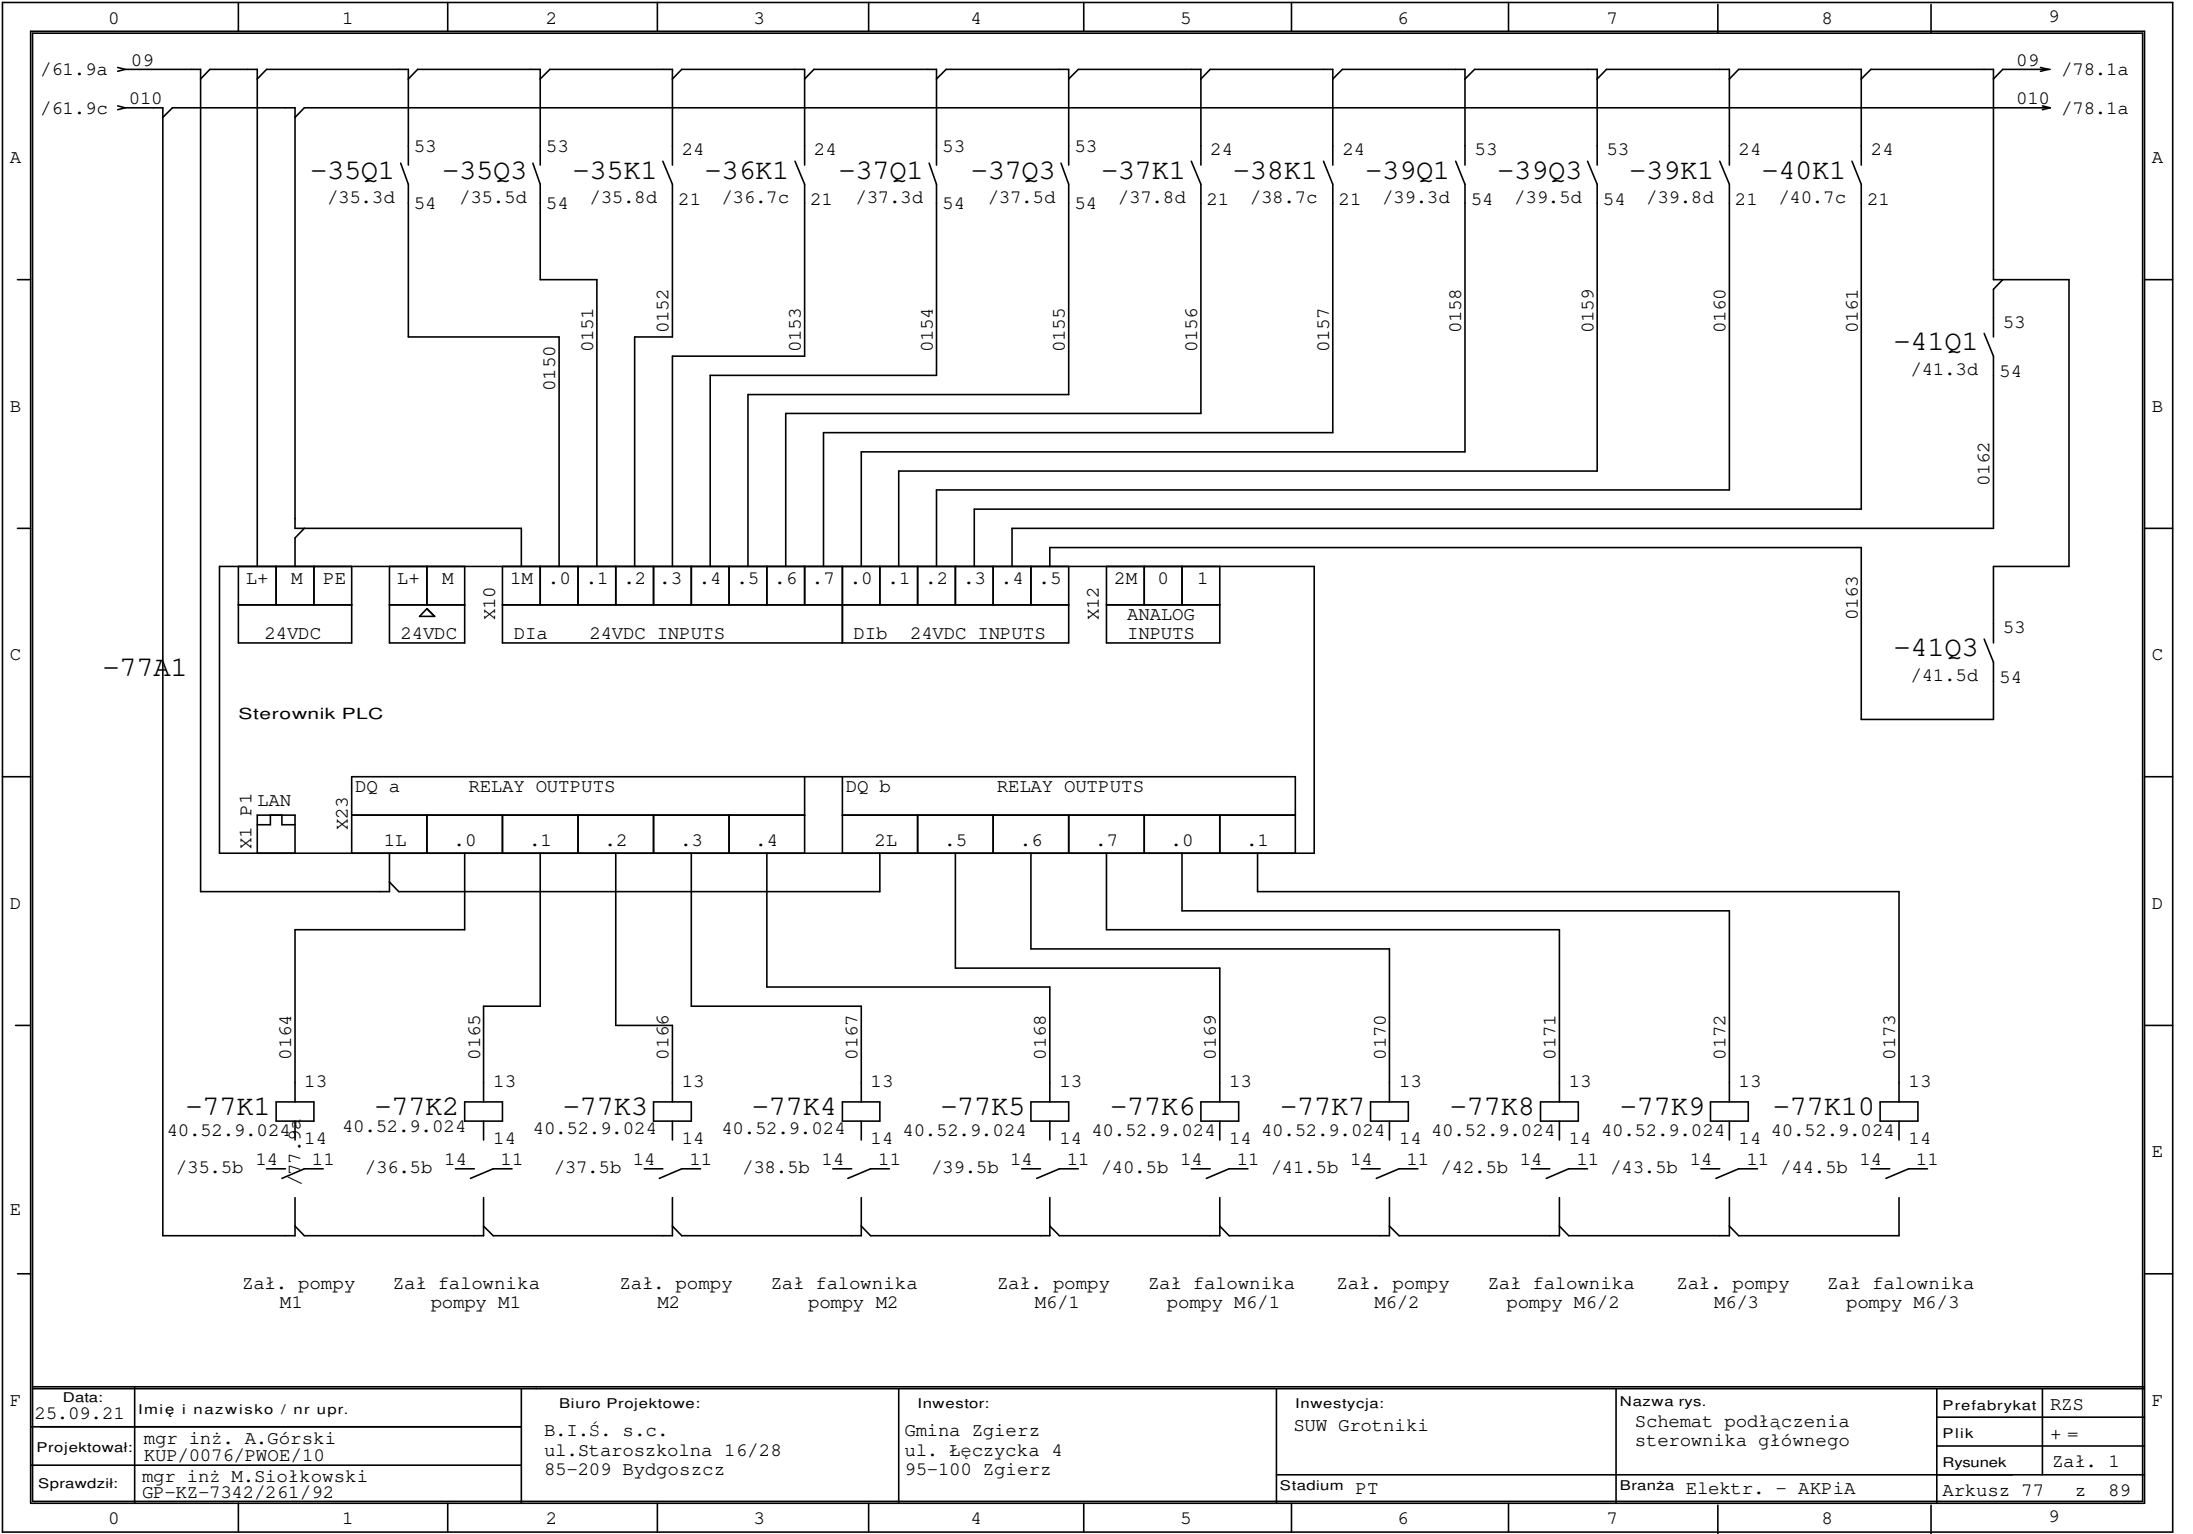 0 1 2 3 4 5 6 7 8 9
/61.9a 09 09 /78.1a
/61.9c 010 010 /78.1a
A A
53 53 24 24 53 53 24 24 53 53 24 24
-35Q1 -35Q3 -35K1 -36K1 -37Q1 -37Q3 -37K1 -38K1 -39Q1 -39Q3 -39K1 -40K1
/35.3d /35.5d /35.8d /36.7c /37.3d /37.5d /37.8d /38.7c /39.3d /39.5d /39.8d /40.7c
54 54 21 21 54 54 21 21 54 54 21 21
0150 0151 0152 0153 0154 0155 0156 0157 0158 0159 0160 0161
53
-41Q1
/41.3d 54
B B
0162
L+ M PE L+ M X10 1M .0 .1 .2 .3 .4 .5 .6 .7 .0 .1 .2 .3 .4 .5 X12 2M 0 1
0163
24VDC 24VDC DIa 24VDC INPUTS DIb 24VDC INPUTS ANALOG
INPUTS
53
-41Q3
/41.5d 54
C C
-77A1
Sterownik PLC
X1 P1 LAN X23 DQ a RELAY OUTPUTS DQ b RELAY OUTPUTS
1L .0 .1 .2 .3 .4 2L .5 .6 .7 .0 .1
D D
0164 0165 0166 0167 0168 0169 0170 0171 0172 0173
13 13 13 13 13 13 13 13 13 13
-77K1 -77K2 -77K3 -77K4 -77K5 -77K6 -77K7 -77K8 -77K9 -77K10
40.52.9.024 40.52.9.024 40.52.9.024 40.52.9.024 40.52.9.024 40.52.9.024 40.52.9.024 40.52.9.024 40.52.9.024 40.52.9.024
14 14 14 14 14 14 14 14 14 14
/77.9a
/35.5b 14 11 /36.5b 14 11 /37.5b 14 11 /38.5b 14 11 /39.5b 14 11 /40.5b 14 11 /41.5b 14 11 /42.5b 14 11 /43.5b 14 11 /44.5b 14 11
E E
Zał. pompy
M1
Zał falownika
pompy M1
Zał. pompy
M2
Zał falownika
pompy M2
Zał. pompy
M6/1
Zał falownika
pompy M6/1
Zał. pompy
M6/2
Zał falownika
pompy M6/2
Zał. pompy
M6/3
Zał falownika
pompy M6/3
F F
Data:
25.09.21
Imię i nazwisko / nr upr.
Projektował:
mgr inż. A.Górski
KUP/0076/PWOE/10
Sprawdził:
mgr inż M.Siołkowski
GP-KZ-7342/261/92
Biuro Projektowe:
B.I.Ś. s.c.
ul.Staroszkolna 16/28
85-209 Bydgoszcz
Inwestor:
Gmina Zgierz
ul. Łęczycka 4
95-100 Zgierz
Inwestycja:
SUW Grotniki
Stadium PT
Nazwa rys.
Schemat podłączenia
sterownika głównego
Branża Elektr. - AKPiA
Prefabrykat RZS
Plik + =
Rysunek Zał. 1
Arkusz 77 z 89
0 1 2 3 4 5 6 7 8 9
E